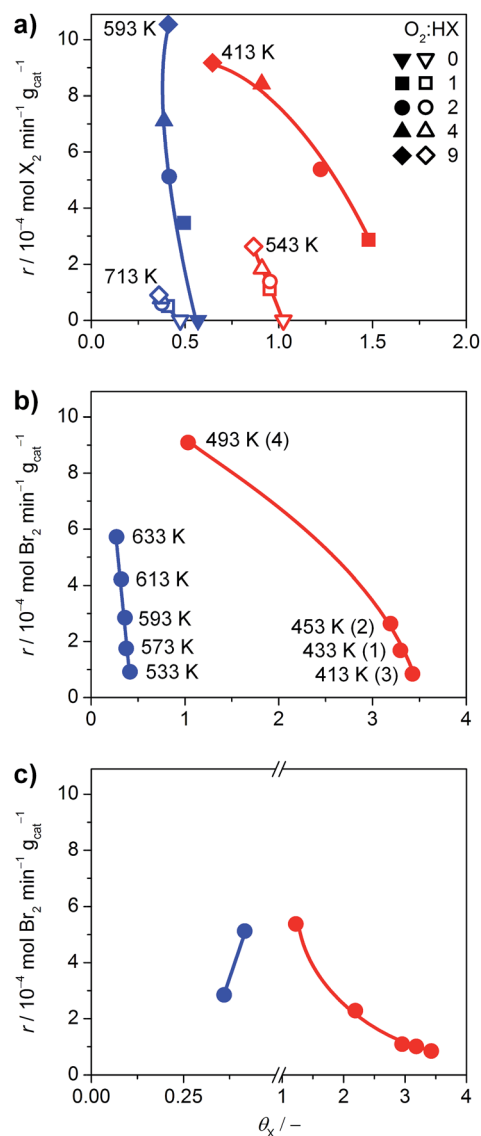 a)
r / 10⁻⁴ mol X₂ min⁻¹ g_cat⁻¹
10
8
6
4
2
0
593 K
413 K
713 K
543 K
O₂:HX
0
1
2
4
9
0.0 0.5 1.0 1.5 2.0
b)
r / 10⁻⁴ mol Br₂ min⁻¹ g_cat⁻¹
10
8
6
4
2
0
493 K (4)
633 K
613 K
593 K
573 K
533 K
453 K (2)
433 K (1)
413 K (3)
0 1 2 3 4
c)
r / 10⁻⁴ mol Br₂ min⁻¹ g_cat⁻¹
10
8
6
4
2
0
0.00 0.25 1 2 3 4
θ_X / −